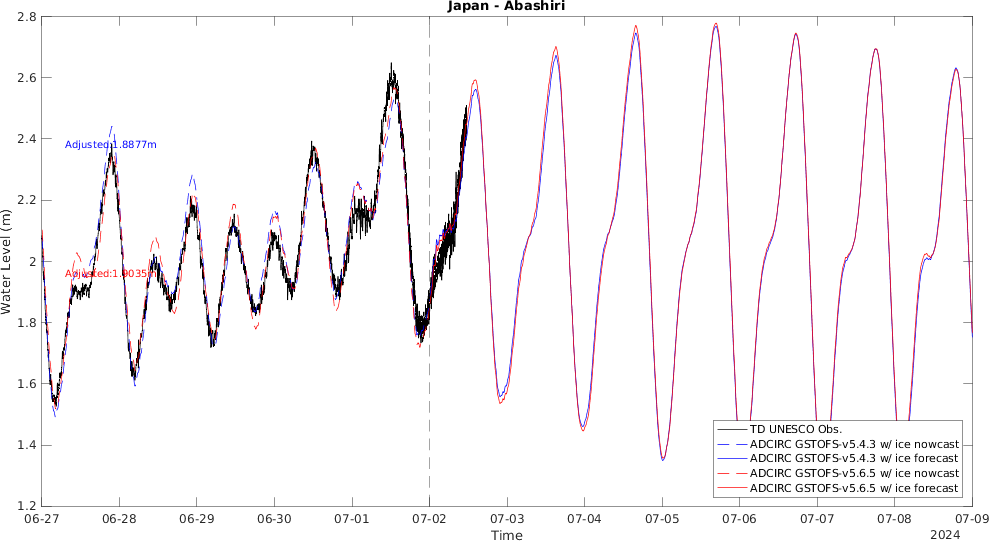 Japan - Abashiri
2.8
2.6
2.4
2.2
2
1.8
1.6
1.4
1.2
Water Level (m)
Adjusted:1.8877m
Adjusted:1.9035m
TD UNESCO Obs.
ADCIRC GSTOFS-v5.4.3 w/ ice nowcast
ADCIRC GSTOFS-v5.4.3 w/ ice forecast
ADCIRC GSTOFS-v5.6.5 w/ ice nowcast
ADCIRC GSTOFS-v5.6.5 w/ ice forecast
06-27 06-28 06-29 06-30 07-01 07-02 07-03 07-04 07-05 07-06 07-07 07-08 07-09
Time
2024